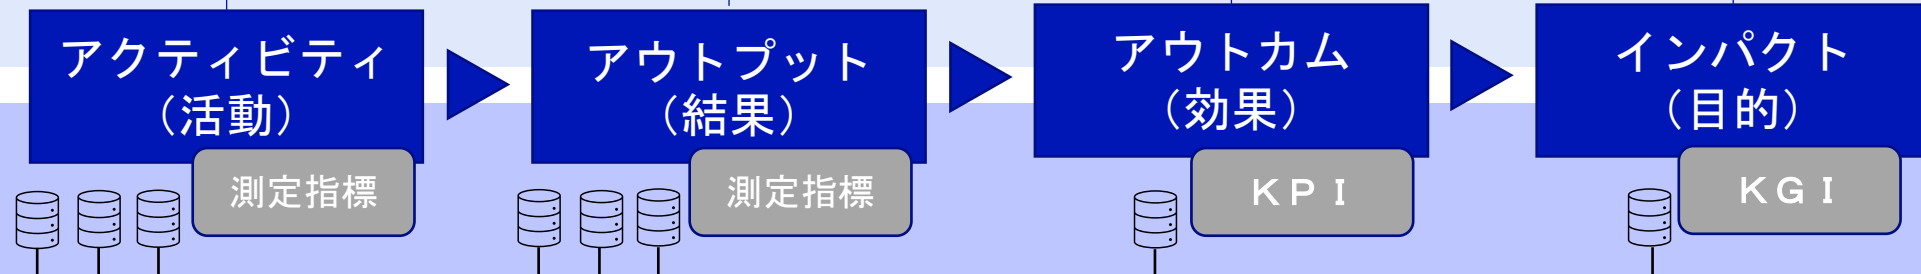 アクティビティ
（活動）
測定指標
アウトプット
（結果）
測定指標
アウトカム
（効果）
ＫＰＩ
インパクト
（目的）
ＫＧＩ